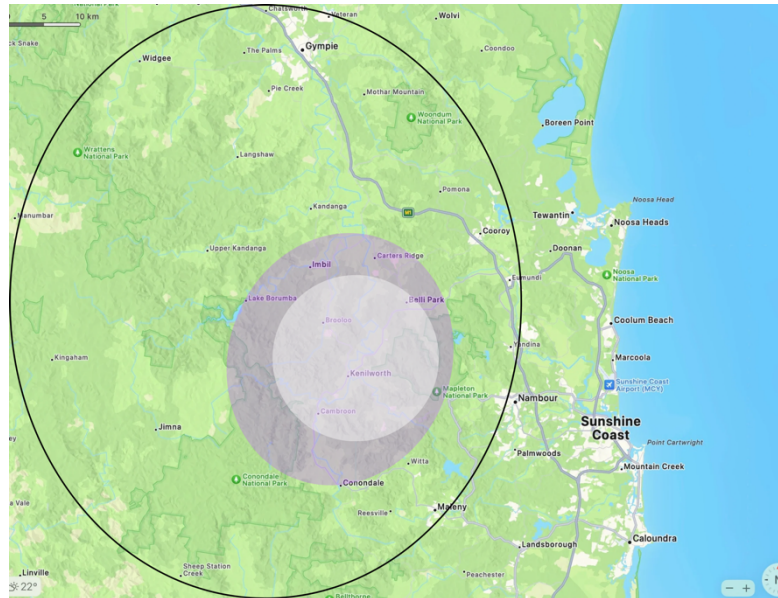 5
10 km
Chatsworth
Veteran
Wolvi
ck Snake
Gympie
The Palms
Coondoo
Widgee
Pie Creek
Mothar Mountain
Woondum
National Park
Boreen Point
Wrattens
National Park
Langshaw
Pomona
Noosa Head
Kandanga
Tewantin
Noosa Heads
Manumbar
Cooroy
Upper Kandanga
Doonan
Carters Ridge
Imbil
Noosa
National Park
Eumundi
Lake Borumba
Belli Park
Brooloo
Coolum Beach
Yandina
Kingaham
Marcoola
Kenilworth
Sunshine Coast
Airport (MCY)
Mapleton
National Park
Nambour
Cambroon
Sunshine
Coast
Jimna
ey
Point Cartwright
Palmwoods
Witta
Mountain Creek
Conondale
National Park
Conondale
a Vale
Maleny
Reesville
Caloundra
Landsborough
Sheep Station
Creek
Peachester
Linville
22°
Bellthorpe
− +
N